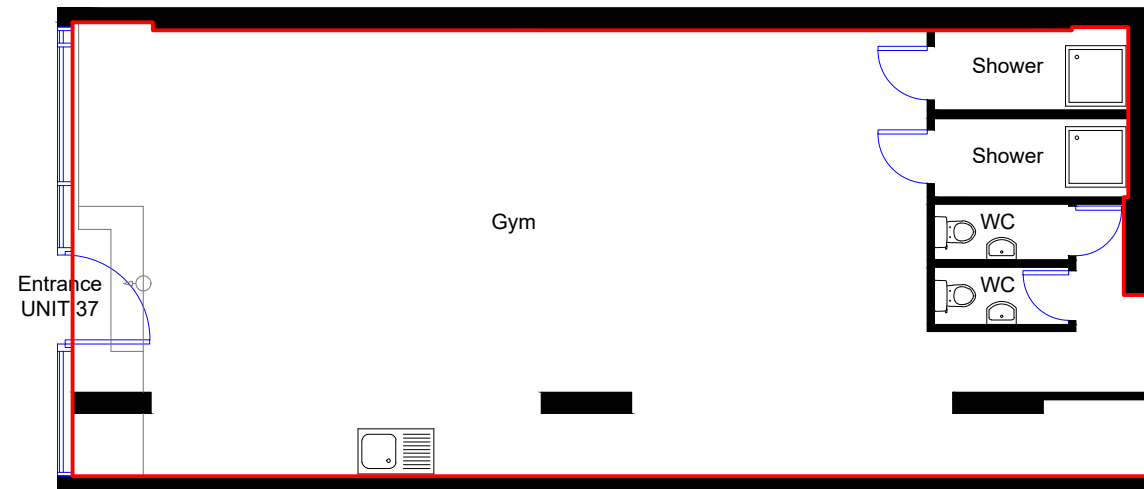 Shower
Shower
Gym
WC
Entrance
UNIT 37
WC